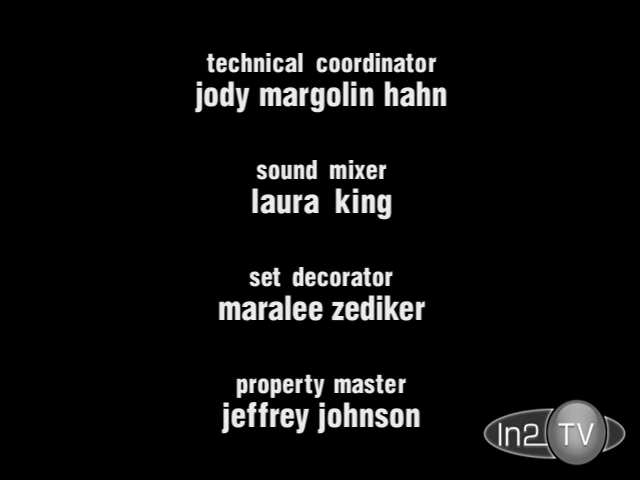 technical coordinator
jody margolin hahn
sound mixer
laura king
set decorator
maralee zediker
property master
jeffrey johnson
In2 TV